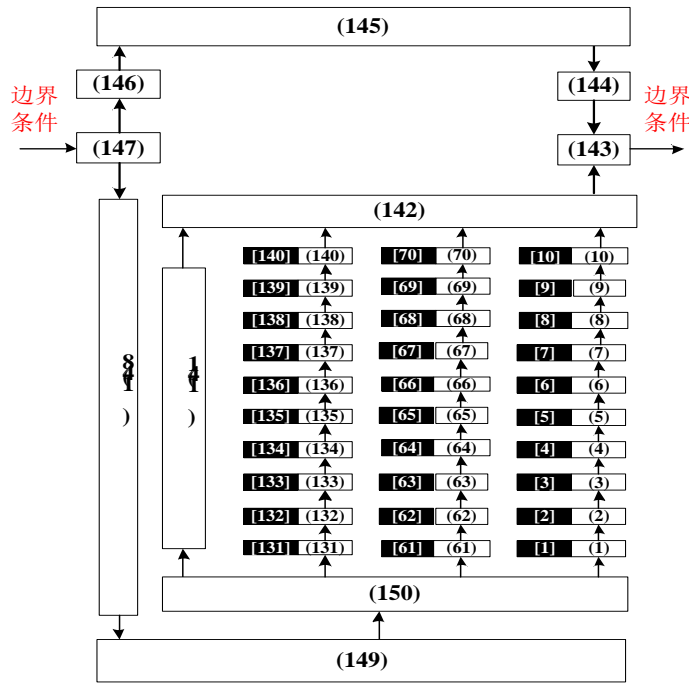 (145)
(146)
(144)
边界
条件
边界
条件
(147)
(143)
(142)
[140] (140) [70] (70) [10] (10)
[139] (139) [69] (69) [9] (9)
[138] (138) [68] (68) [8] (8)
[137] (137) [67] (67) [7] (7)
[136] (136) [66] (66) [6] (6)
[135] (135) [65] (65) [5] (5)
[134] (134) [64] (64) [4] (4)
[133] (133) [63] (63) [3] (3)
[132] (132) [62] (62) [2] (2)
[131] (131) [61] (61) [1] (1)
(148)
(141)
(150)
(149)